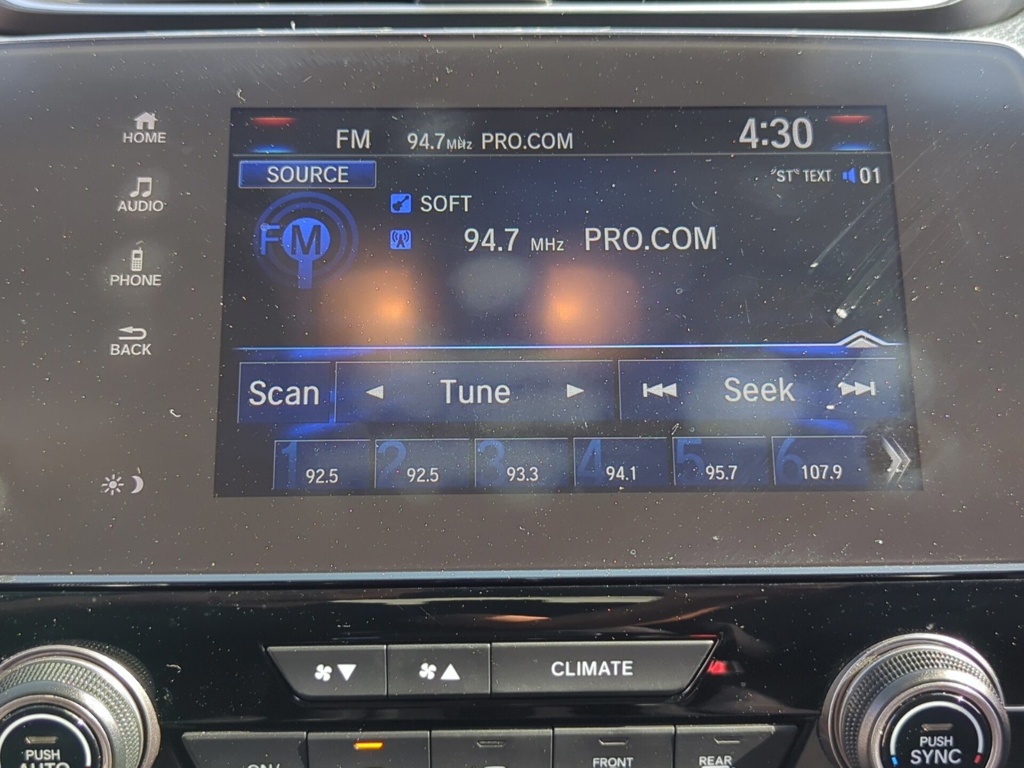 HOME
AUDIO
PHONE
BACK
FM 94.7MHz PRO.COM 4:30
SOURCE "ST" TEXT 01
FM
SOFT
94.7 MHz PRO.COM
Scan Tune Seek
1 92.5 2 92.5 3 93.3 4 94.1 5 95.7 6 107.9
CLIMATE
PUSH AUTO
FRONT
REAR
PUSH SYNC